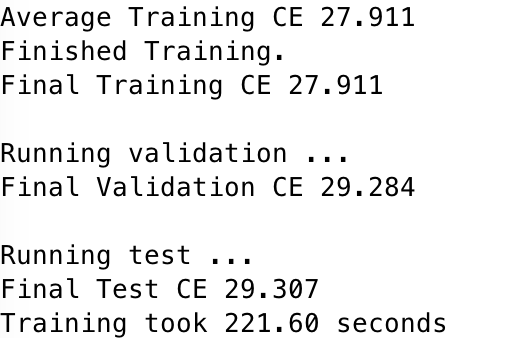 Average Training CE 27.911
Finished Training.
Final Training CE 27.911
Running validation ...
Final Validation CE 29.284
Running test ...
Final Test CE 29.307
Training took 221.60 seconds